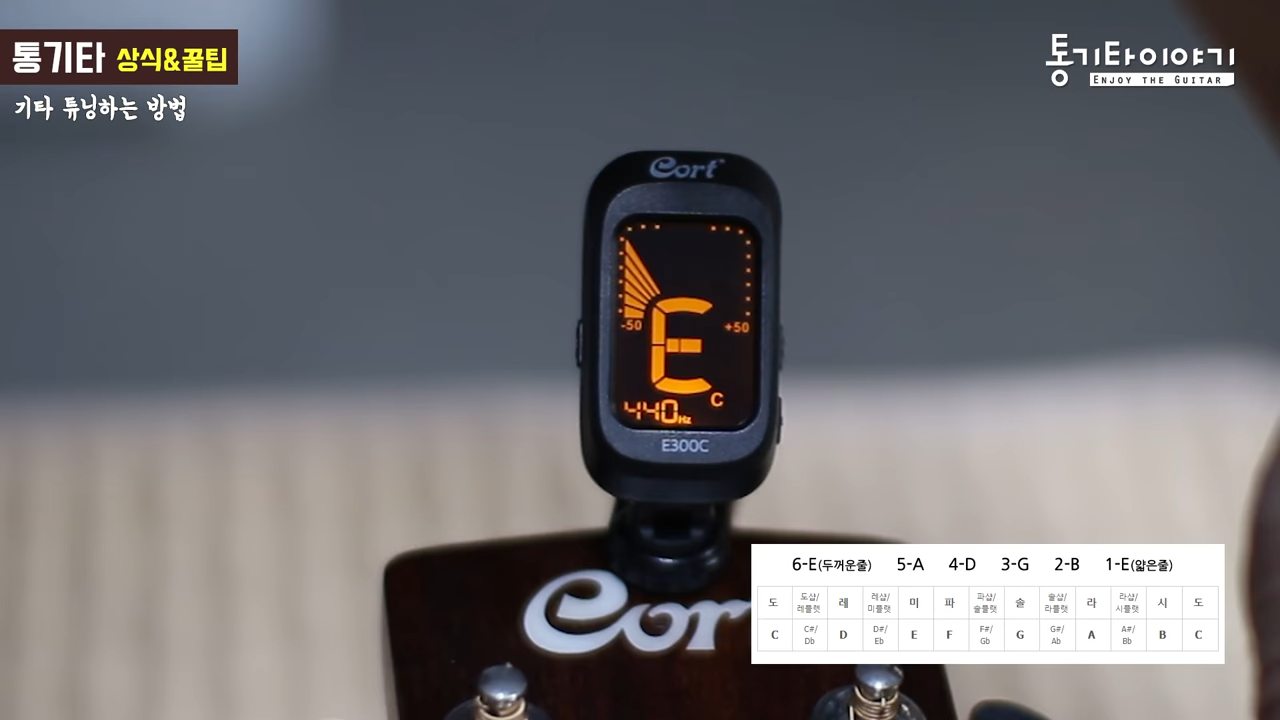 통기타 상식&꿀팁
기타 튜닝하는 방법
통기타이야기
ENJOY THE GUITAR
Cort
-50 +50
E
C
440Hz
E300C
Cor
6-E(두꺼운줄) 5-A 4-D 3-G 2-B 1-E(얇은줄)
도 도샵/레플랫 레 레샵/미플랫 미 파 파샵/솔플랫 솔 솔샵/라플랫 라 라샵/시플랫 시 도
C C#/Db D D#/Eb E F F#/Gb G G#/Ab A A#/Bb B C